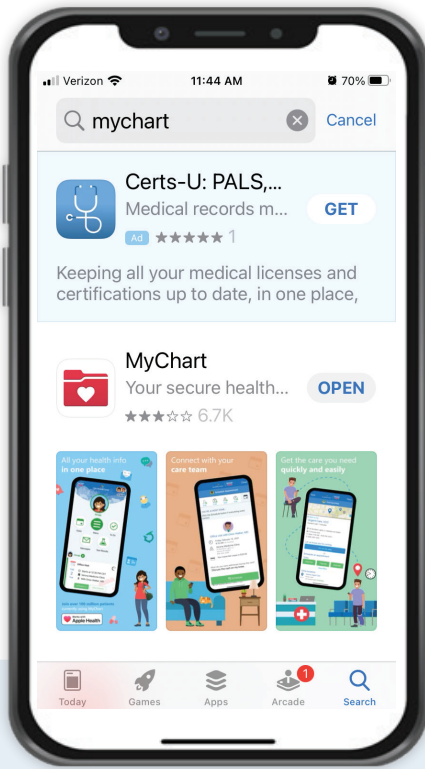 Verizon 11:44 AM 70%
mychart Cancel
Certs-U: PALS,...
Medical records m... GET
Ad 1
Keeping all your medical licenses and
certifications up to date, in one place,
MyChart
Your secure health... OPEN
6.7K
All your health info
in one place
Connect with your
care team
Get the care you need
quickly and easily
Apple Health
1
Today Games Apps Arcade Search